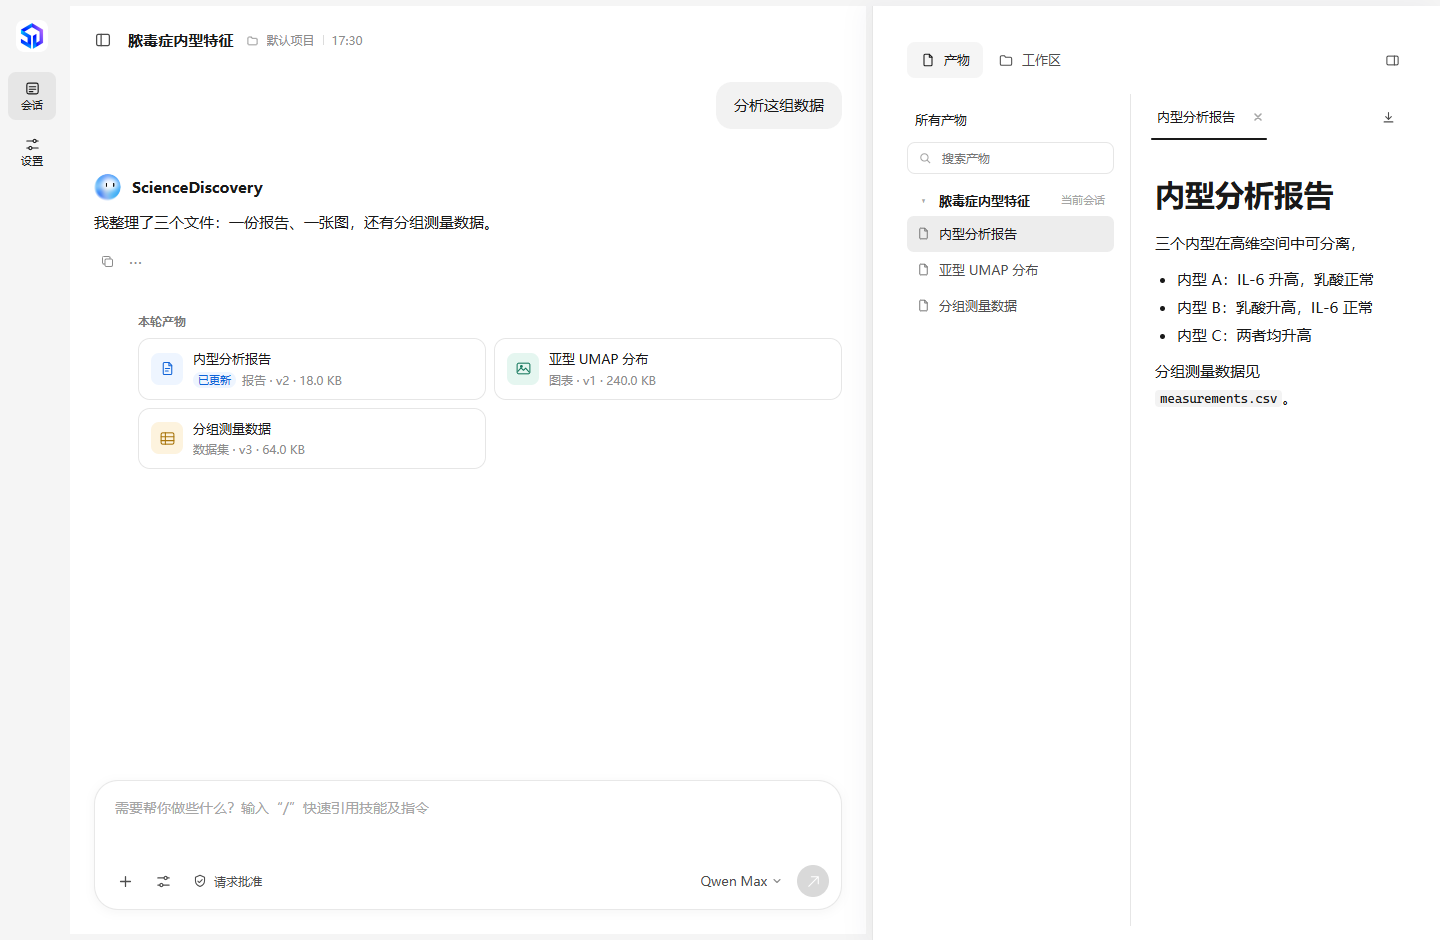 会话
设置
脓毒症内型特征
默认项目
17:30
分析这组数据
ScienceDiscovery
我整理了三个文件：一份报告、一张图，还有分组测量数据。
本轮产物
内型分析报告
已更新 报告 · v2 · 18.0 KB
亚型 UMAP 分布
图表 · v1 · 240.0 KB
分组测量数据
数据集 · v3 · 64.0 KB
需要帮你做些什么？输入“/”快速引用技能及指令
请求批准
Qwen Max
产物
工作区
所有产物
搜索产物
脓毒症内型特征 当前会话
内型分析报告
亚型 UMAP 分布
分组测量数据
内型分析报告
内型分析报告
三个内型在高维空间中可分离，
内型 A：IL-6 升高，乳酸正常
内型 B：乳酸升高，IL-6 正常
内型 C：两者均升高
分组测量数据见
measurements.csv。